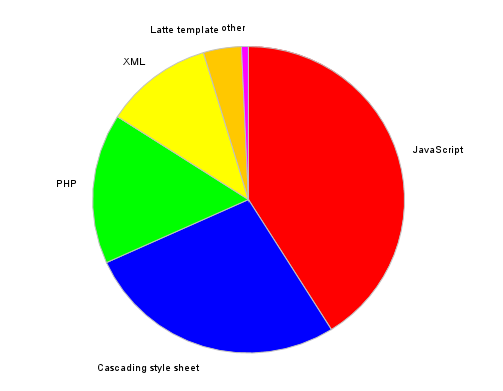 Latte template
other
XML
JavaScript
PHP
Cascading style sheet